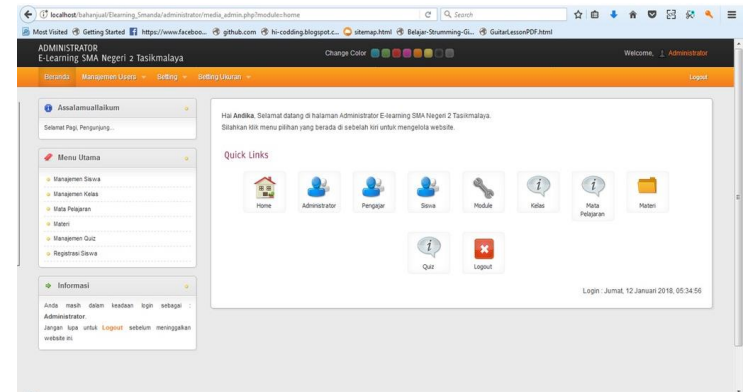 localhost/bahanjual/Elearning_Smanda/administrator/media_admin.php?module=home
Search
Most Visited Getting Started https://www.faceboo... github.com hi-codding.blogspot.c... sitemap.html Belajar-Strumming-Gi... GuitarLessonPDF.html
ADMINISTRATOR
E-Learning SMA Negeri 2 Tasikmalaya
Change Color
Welcome, Administrator
Beranda Manajemen Users Setting Setting Ukuran Logout
Assalamuallaikum
Selamat Pagi, Pengunjung...
Menu Utama
Manajemen Siswa
Manajemen Kelas
Mata Pelajaran
Materi
Manajemen Quiz
Registrasi Siswa
Informasi
Anda masih dalam keadaan login sebagai :
Administrator.
Jangan lupa untuk Logout sebelum meninggalkan
website ini.
Hai Andika, Selamat datang di halaman Administrator E-learning SMA Negeri 2 Tasikmalaya.
Silahkan klik menu pilihan yang berada di sebelah kiri untuk mengelola website.
Quick Links
Home Administrator Pengajar Siswa Module Kelas Mata Pelajaran Materi
Quiz Logout
Login : Jumat, 12 Januari 2018, 05:34:56